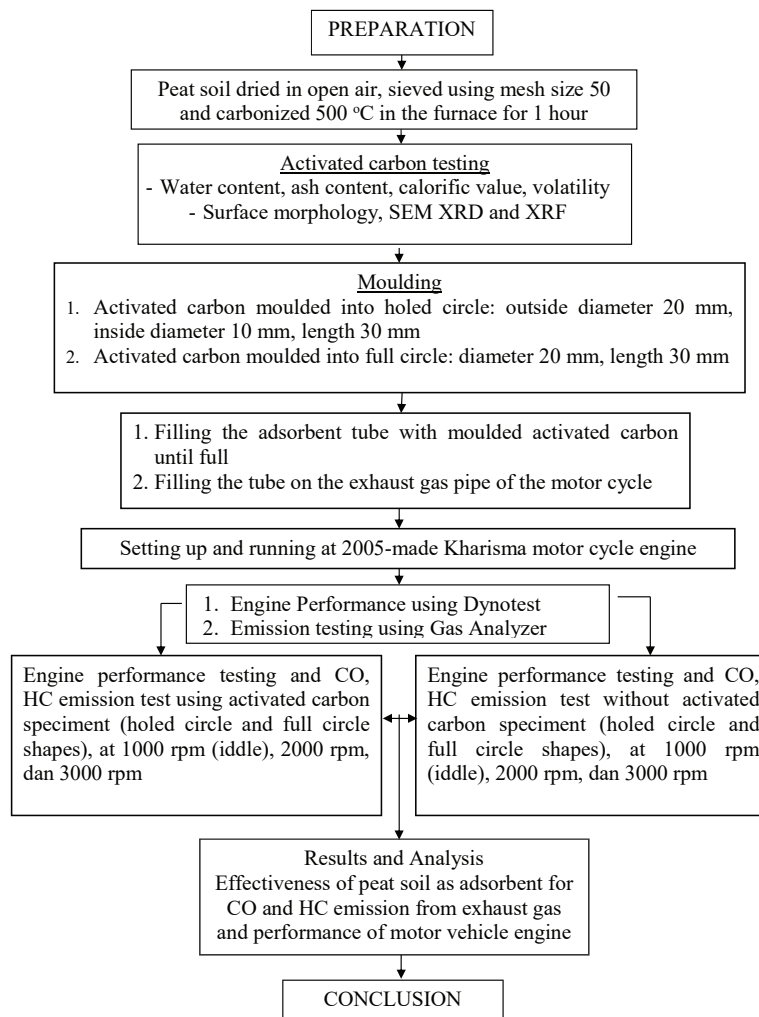 PREPARATION
Peat soil dried in open air, sieved using mesh size 50
and carbonized 500 °C in the furnace for 1 hour
Activated carbon testing
- Water content, ash content, calorific value, volatility
- Surface morphology, SEM XRD and XRF
Moulding
1. Activated carbon moulded into holed circle: outside diameter 20 mm,
inside diameter 10 mm, length 30 mm
2. Activated carbon moulded into full circle: diameter 20 mm, length 30 mm
1. Filling the adsorbent tube with moulded activated carbon
until full
2. Filling the tube on the exhaust gas pipe of the motor cycle
Setting up and running at 2005-made Kharisma motor cycle engine
1. Engine Performance using Dynotest
2. Emission testing using Gas Analyzer
Engine performance testing and CO,
HC emission test using activated carbon
speciment (holed circle and full circle
shapes), at 1000 rpm (iddle), 2000 rpm,
dan 3000 rpm
Engine performance testing and CO,
HC emission test without activated
carbon speciment (holed circle and
full circle shapes), at 1000 rpm
(iddle), 2000 rpm, dan 3000 rpm
Results and Analysis
Effectiveness of peat soil as adsorbent for
CO and HC emission from exhaust gas
and performance of motor vehicle engine
CONCLUSION